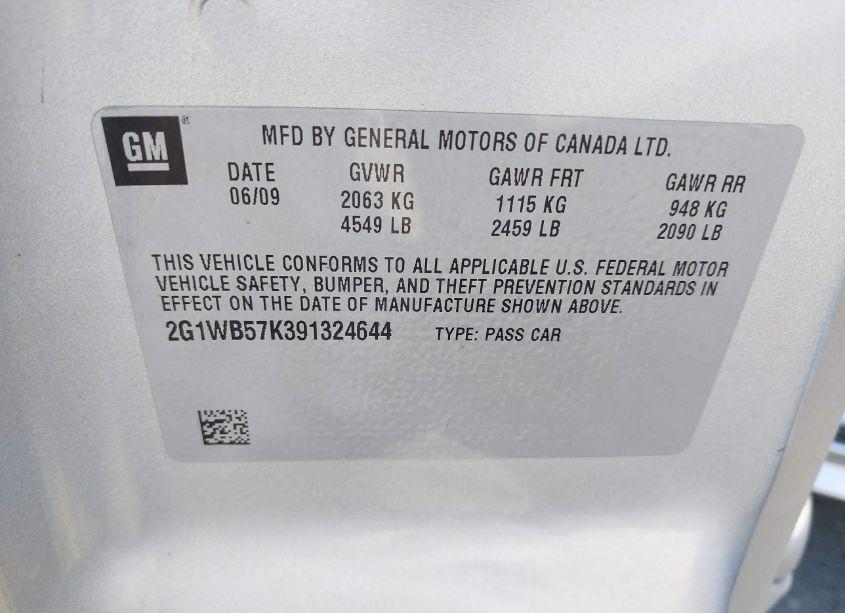 GM ®
MFD BY GENERAL MOTORS OF CANADA LTD.
DATE GVWR GAWR FRT GAWR RR
06/09 2063 KG 1115 KG 948 KG
4549 LB 2459 LB 2090 LB
THIS VEHICLE CONFORMS TO ALL APPLICABLE U.S. FEDERAL MOTOR
VEHICLE SAFETY, BUMPER, AND THEFT PREVENTION STANDARDS IN
EFFECT ON THE DATE OF MANUFACTURE SHOWN ABOVE.
2G1WB57K391324644 TYPE: PASS CAR